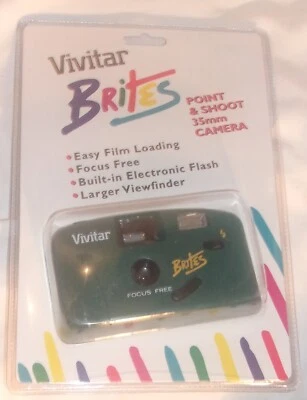 Vivitar
BRiTES
POINT
& SHOOT
35mm
CAMERA
• Easy Film Loading
• Focus Free
• Built-in Electronic Flash
• Larger Viewfinder
Vivitar
BRiTES
FOCUS FREE